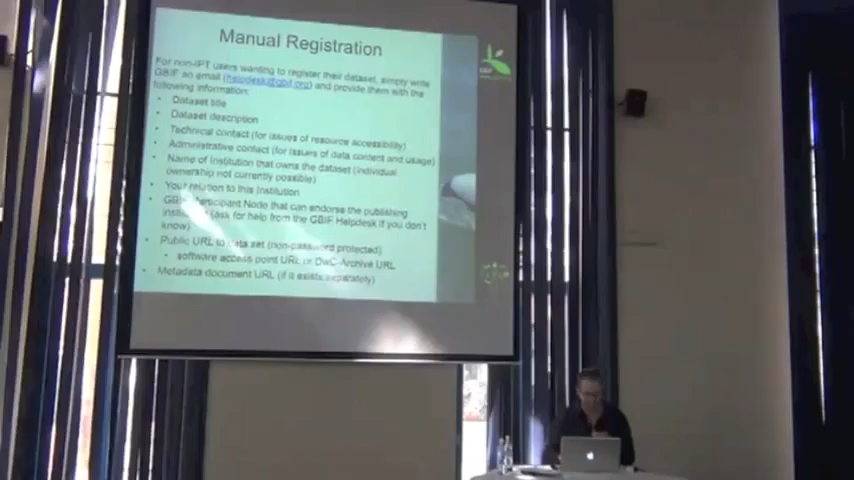 Manual Registration
For non-IPT users wanting to register their dataset, simply write
GBIF an email (helpdesk@gbif.org) and provide them with the
following information:
• Dataset title
• Dataset description
• Technical contact (for issues of resource accessibility)
• Administrative contact (for issues of data content and usage)
• Name of Institution that owns the dataset (individual
ownership not currently possible)
• Your relation to this Institution
• GBIF Participant Node that can endorse the publishing
(ask for help from the GBIF Helpdesk if you don't
know)
• Public URL to data set (non-password protected)
• software access point URL or DwC-Archive URL
• Metadata document URL (if it exists separately)
GBIF